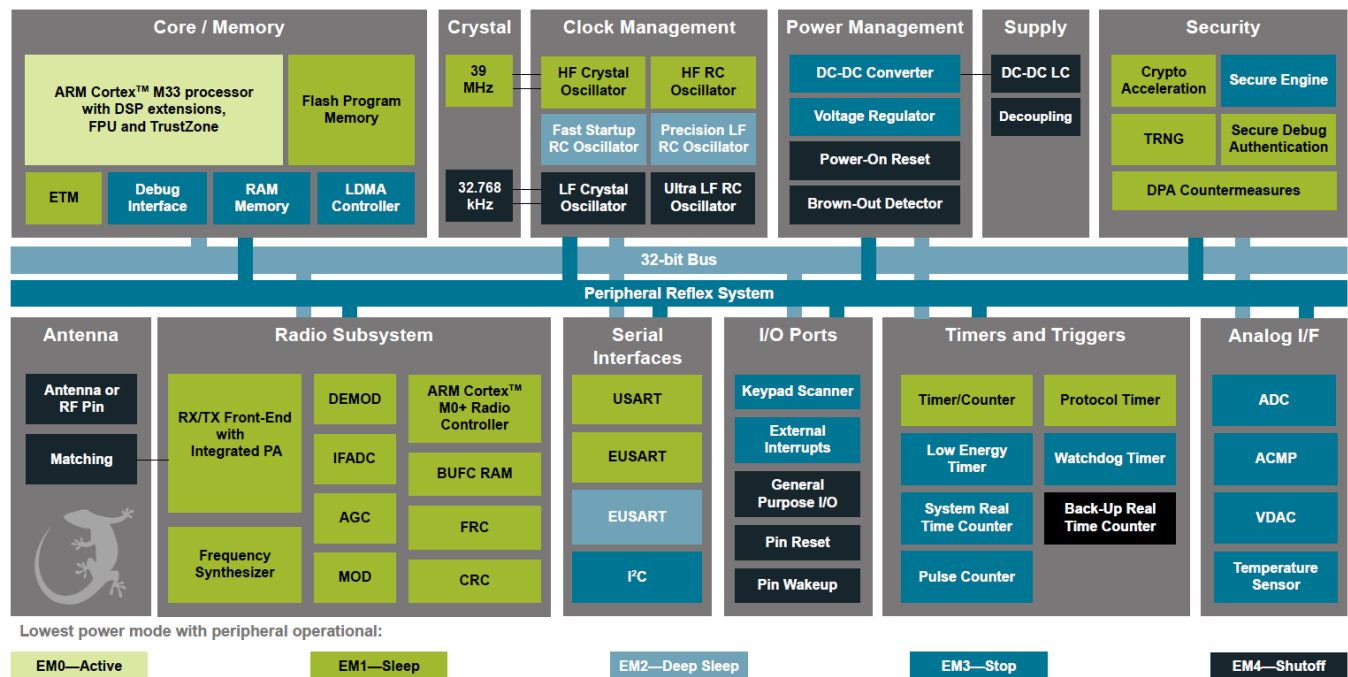 Core / Memory
ARM Cortex™ M33 processor
with DSP extensions,
FPU and TrustZone
Flash Program
Memory
ETM
Debug
Interface
RAM
Memory
LDMA
Controller
Crystal
39
MHz
32.768
kHz
Clock Management
HF Crystal
Oscillator
HF RC
Oscillator
Fast Startup
RC Oscillator
Precision LF
RC Oscillator
LF Crystal
Oscillator
Ultra LF RC
Oscillator
Power Management
DC-DC Converter
Voltage Regulator
Power-On Reset
Brown-Out Detector
Supply
DC-DC LC
Decoupling
Security
Crypto
Acceleration
Secure Engine
TRNG
Secure Debug
Authentication
DPA Countermeasures
32-bit Bus
Peripheral Reflex System
Antenna
Antenna or
RF Pin
Matching
Radio Subsystem
RX/TX Front-End
with
Integrated PA
Frequency
Synthesizer
DEMOD
IFADC
AGC
MOD
ARM Cortex™
M0+ Radio
Controller
BUFC RAM
FRC
CRC
Serial
Interfaces
USART
EUSART
EUSART
I²C
I/O Ports
Keypad Scanner
External
Interrupts
General
Purpose I/O
Pin Reset
Pin Wakeup
Timers and Triggers
Timer/Counter
Protocol Timer
Low Energy
Timer
Watchdog Timer
System Real
Time Counter
Back-Up Real
Time Counter
Pulse Counter
Analog I/F
ADC
ACMP
VDAC
Temperature
Sensor
Lowest power mode with peripheral operational:
EM0—Active
EM1—Sleep
EM2—Deep Sleep
EM3—Stop
EM4—Shutoff